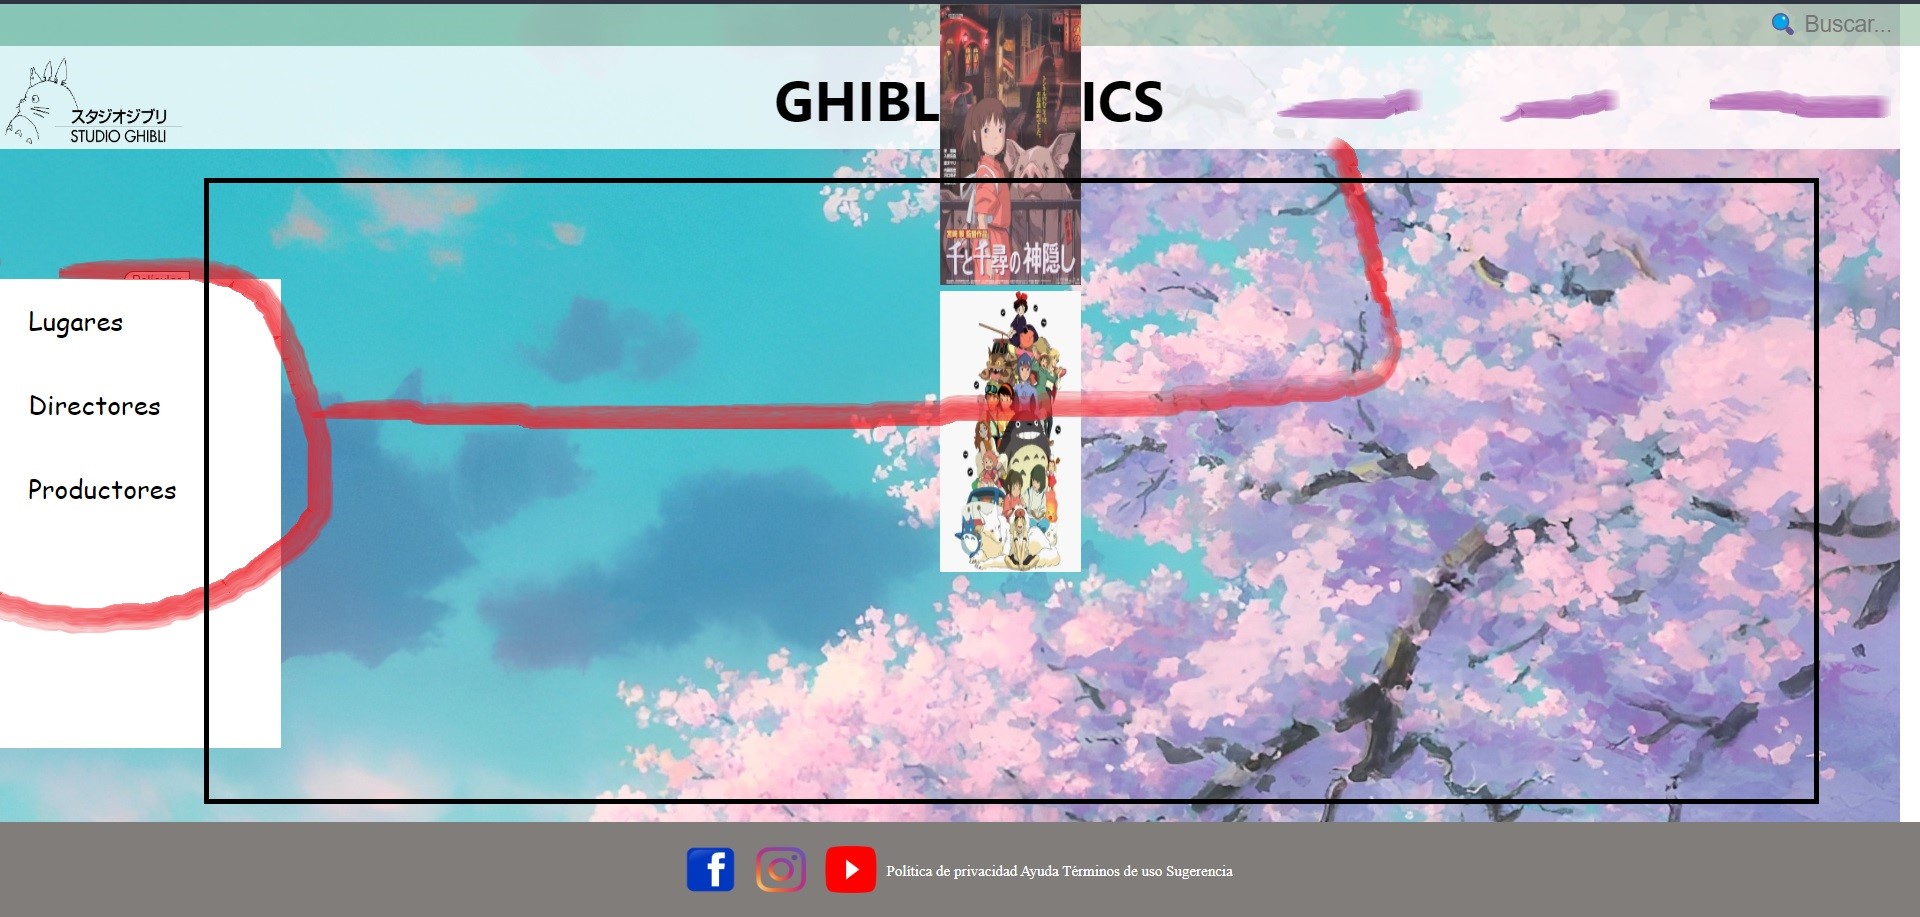 Buscar...
スタジオジブリ
STUDIO GHIBLI
GHIBL ICS
千と千尋の神隠し
Películas
Lugares
Directores
Productores
Política de privacidad Ayuda Términos de uso Sugerencia